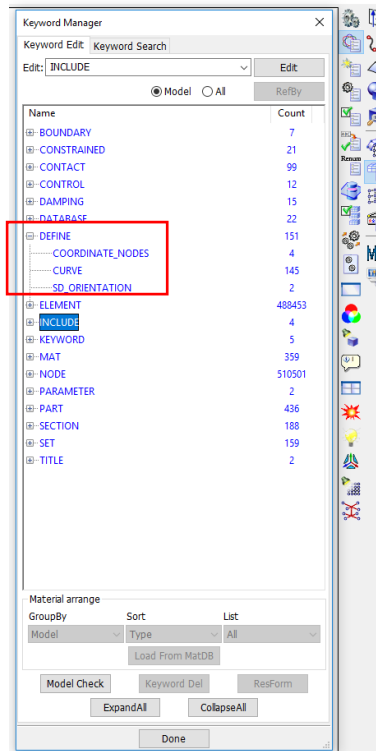 Keyword Manager
Keyword Edit Keyword Search
Edit: INCLUDE Edit
Model All RefBy
Name Count
BOUNDARY 7
CONSTRAINED 21
CONTACT 99
CONTROL 12
DAMPING 15
DATABASE 22
DEFINE 151
COORDINATE_NODES 4
CURVE 145
SD_ORIENTATION 2
ELEMENT 488453
INCLUDE 4
KEYWORD 5
MAT 359
NODE 510501
PARAMETER 2
PART 436
SECTION 188
SET 159
TITLE 2
Material arrange
GroupBy Sort List
Model Type All
Load From MatDB
Model Check Keyword Del ResForm
ExpandAll CollapseAll
Done
Renum